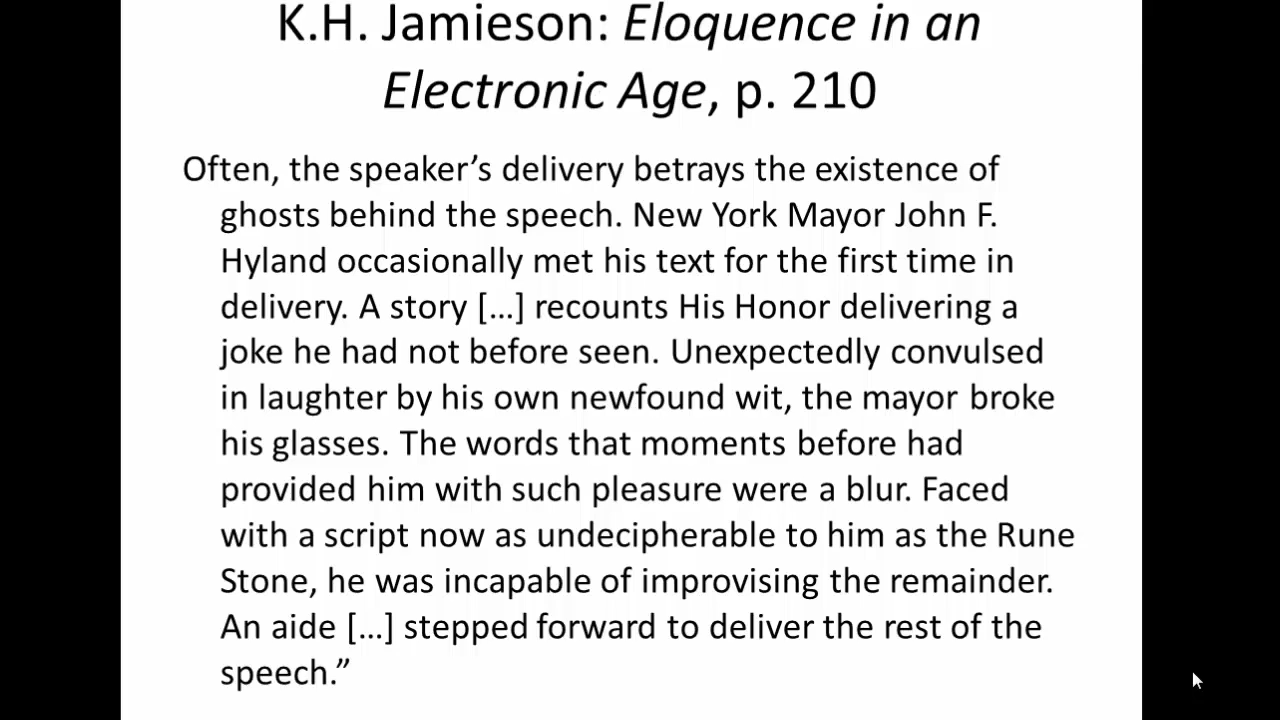 K.H. Jamieson: Eloquence in an
Electronic Age, p. 210
Often, the speaker’s delivery betrays the existence of
ghosts behind the speech. New York Mayor John F.
Hyland occasionally met his text for the first time in
delivery. A story [...] recounts His Honor delivering a
joke he had not before seen. Unexpectedly convulsed
in laughter by his own newfound wit, the mayor broke
his glasses. The words that moments before had
provided him with such pleasure were a blur. Faced
with a script now as undecipherable to him as the Rune
Stone, he was incapable of improvising the remainder.
An aide [...] stepped forward to deliver the rest of the
speech.”